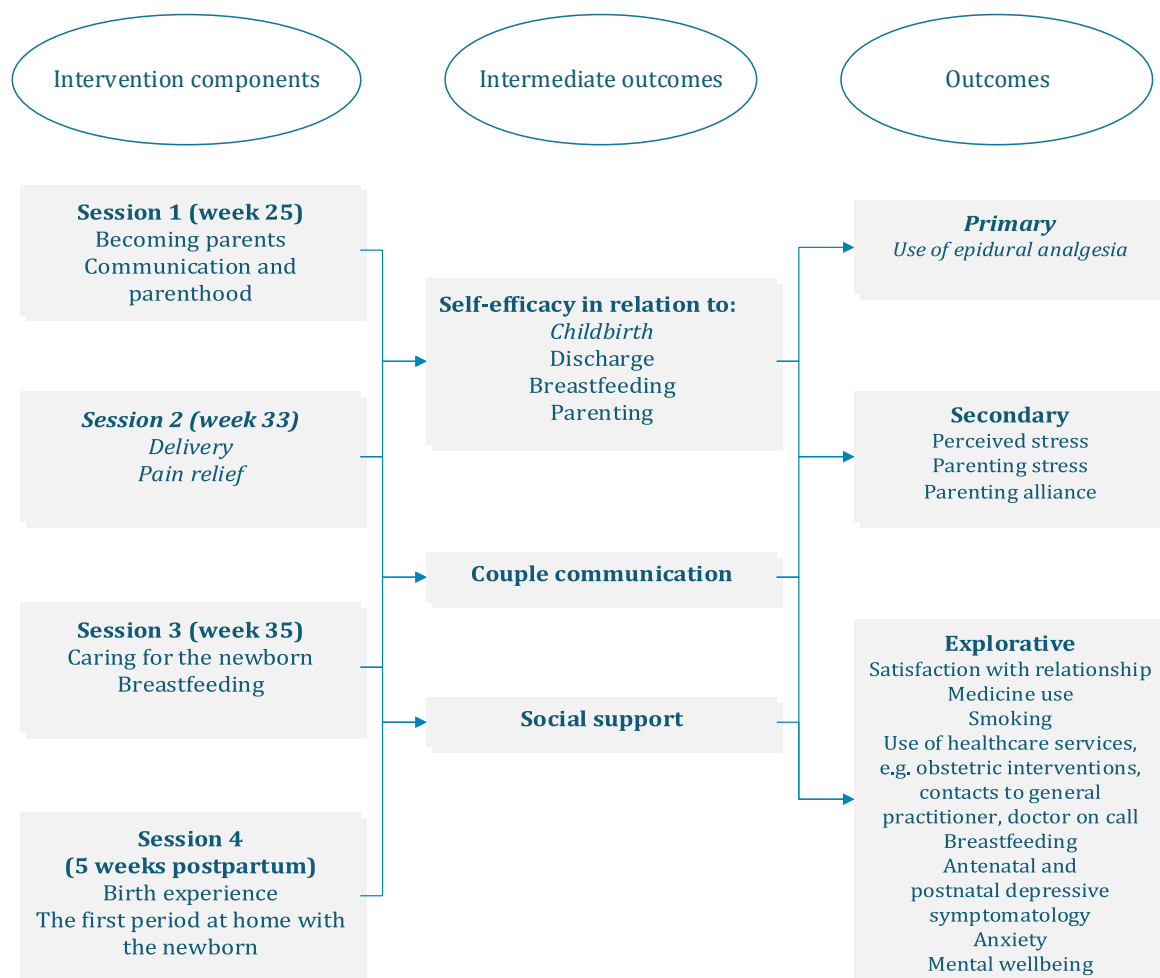 Intervention components
Intermediate outcomes
Outcomes
Session 1 (week 25)
Becoming parents
Communication and
parenthood
Session 2 (week 33)
Delivery
Pain relief
Session 3 (week 35)
Caring for the newborn
Breastfeeding
Session 4
(5 weeks postpartum)
Birth experience
The first period at home with
the newborn
Self-efficacy in relation to:
Childbirth
Discharge
Breastfeeding
Parenting
Couple communication
Social support
Primary
Use of epidural analgesia
Secondary
Perceived stress
Parenting stress
Parenting alliance
Explorative
Satisfaction with relationship
Medicine use
Smoking
Use of healthcare services,
e.g. obstetric interventions,
contacts to general
practitioner, doctor on call
Breastfeeding
Antenatal and
postnatal depressive
symptomatology
Anxiety
Mental wellbeing